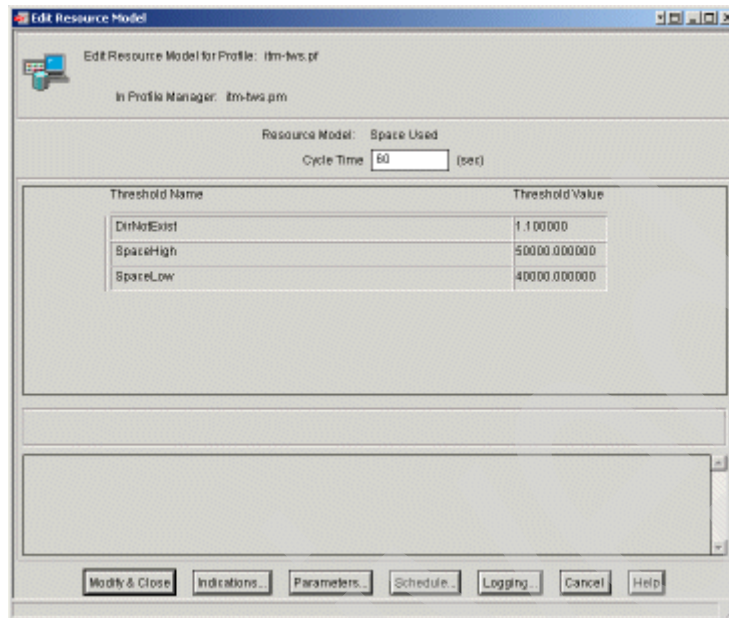 Edit Resource Model
Edit Resource Model for Profile: itm-tws.pf
In Profile Manager: itm-tws.pm
Resource Model: Space Used
Cycle Time 60 (sec)
Threshold Name Threshold Value
DirNotExist 1.100000
SpaceHigh 50000.000000
SpaceLow 40000.000000
Modify & Close Indications... Parameters... Schedule... Logging... Cancel Help